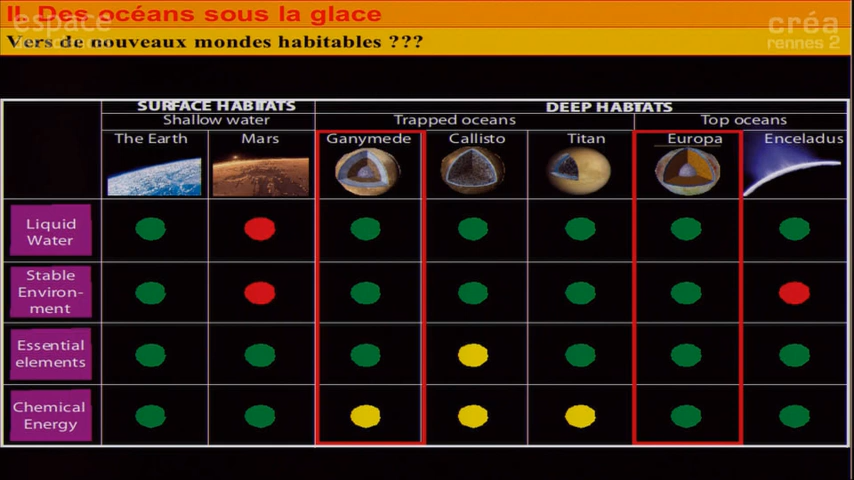 II. Des océans sous la glace
espace
créa
rennes 2
Vers de nouveaux mondes habitables ???
SURFACE HABITATS
DEEP HABTATS
Shallow water
Trapped oceans
Top oceans
The Earth
Mars
Ganymede
Callisto
Titan
Europa
Enceladus
Liquid
Water
Stable
Environ-
ment
Essential
elements
Chemical
Energy